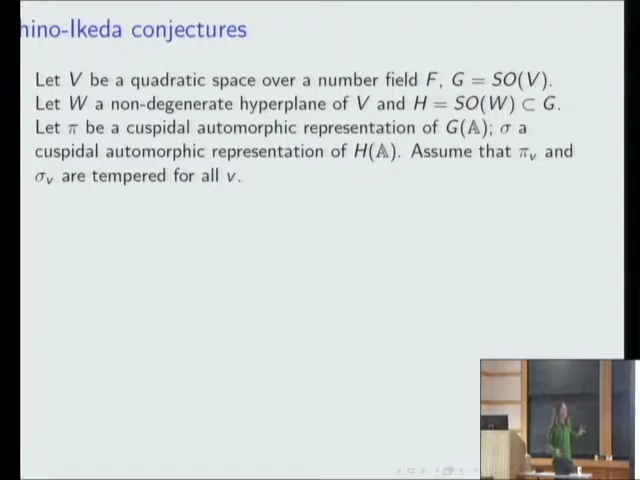 hino-Ikeda conjectures
Let V be a quadratic space over a number field F, G = SO(V).
Let W a non-degenerate hyperplane of V and H = SO(W) ⊂ G.
Let π be a cuspidal automorphic representation of G(𝔸); σ a
cuspidal automorphic representation of H(𝔸). Assume that π_v and
σ_v are tempered for all v.